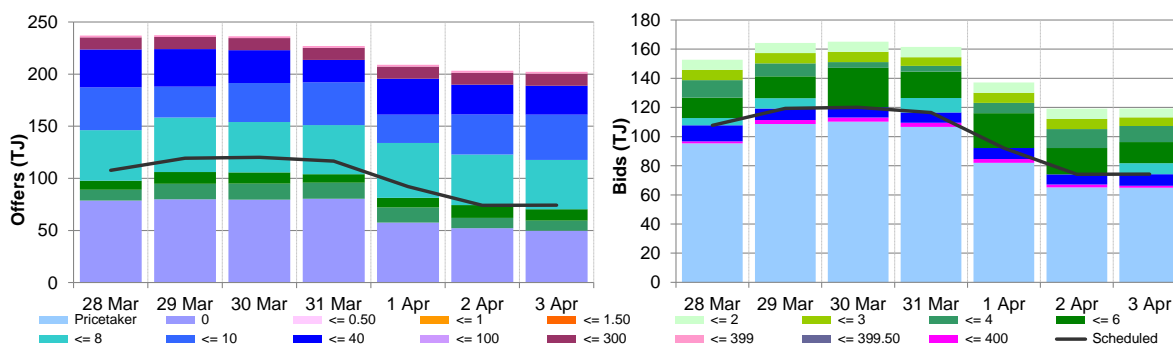 Offers (TJ)
250
200
150
100
50
0
28 Mar 29 Mar 30 Mar 31 Mar 1 Apr 2 Apr 3 Apr
Bids (TJ)
180
160
140
120
100
80
60
40
20
0
28 Mar 29 Mar 30 Mar 31 Mar 1 Apr 2 Apr 3 Apr
Pricetaker 0 <= 0.50 <= 1 <= 1.50 <= 2 <= 3 <= 4 <= 6
<= 8 <= 10 <= 40 <= 100 <= 300 <= 399 <= 399.50 <= 400 Scheduled